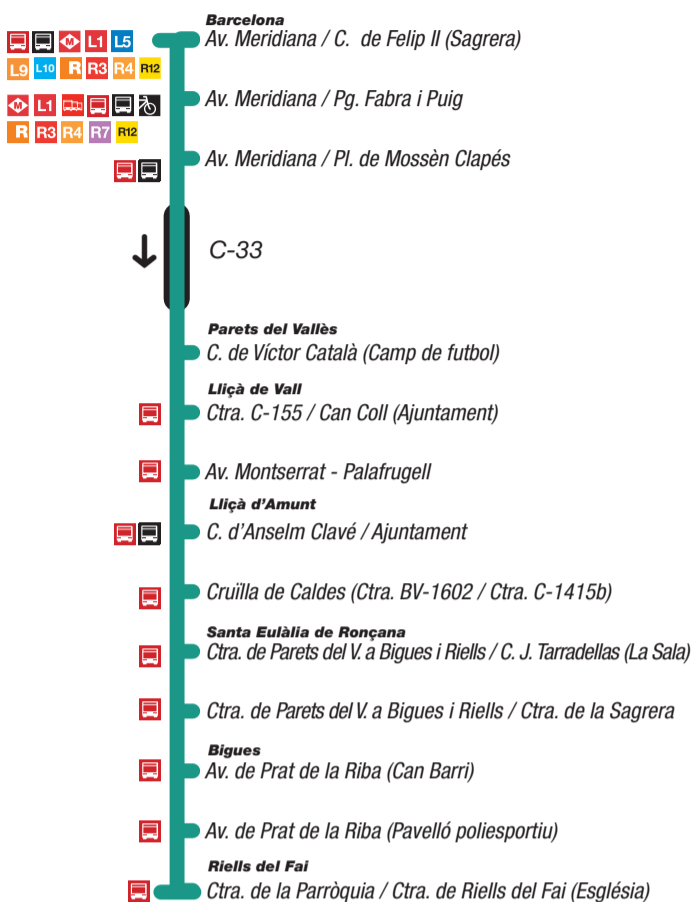 Barcelona
L1 L5 Av. Meridiana / C. de Felip II (Sagrera)
L9 L10 R R3 R4 R12
L1 Av. Meridiana / Pg. Fabra i Puig
R R3 R4 R7 R12
Av. Meridiana / Pl. de Mossèn Clapés
C-33
Parets del Vallès
C. de Víctor Català (Camp de futbol)
Lliçà de Vall
Ctra. C-155 / Can Coll (Ajuntament)
Av. Montserrat - Palafrugell
Lliçà d'Amunt
C. d'Anselm Clavé / Ajuntament
Cruïlla de Caldes (Ctra. BV-1602 / Ctra. C-1415b)
Santa Eulàlia de Ronçana
Ctra. de Parets del V. a Bigues i Riells / C. J. Tarradellas (La Sala)
Ctra. de Parets del V. a Bigues i Riells / Ctra. de la Sagrera
Bigues
Av. de Prat de la Riba (Can Barri)
Av. de Prat de la Riba (Pavelló poliesportiu)
Riells del Fai
Ctra. de la Parròquia / Ctra. de Riells del Fai (Església)